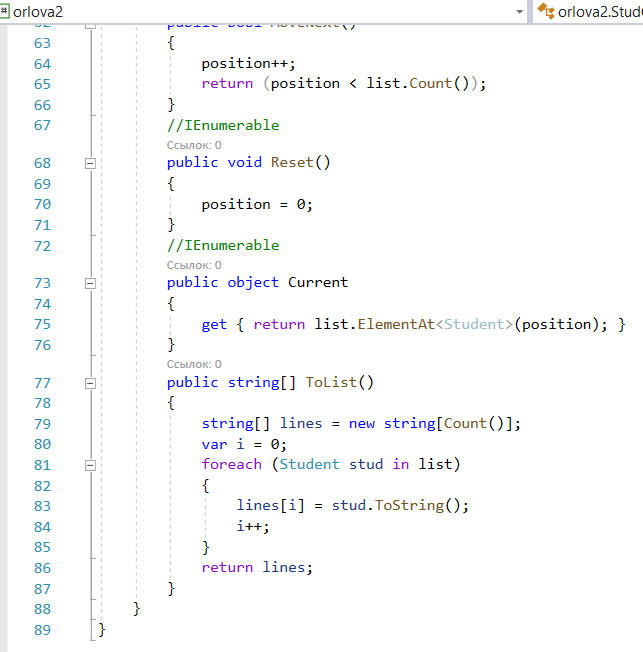 orlova2 orlova2.Stud
62 public bool MoveNext()
63 {
64 position++;
65 return (position < list.Count());
66 }
67 //IEnumerable
Ссылок: 0
68 public void Reset()
69 {
70 position = 0;
71 }
72 //IEnumerable
Ссылок: 0
73 public object Current
74 {
75 get { return list.ElementAt<Student>(position); }
76 }
Ссылок: 0
77 public string[] ToList()
78 {
79 string[] lines = new string[Count()];
80 var i = 0;
81 foreach (Student stud in list)
82 {
83 lines[i] = stud.ToString();
84 i++;
85 }
86 return lines;
87 }
88 }
89 }